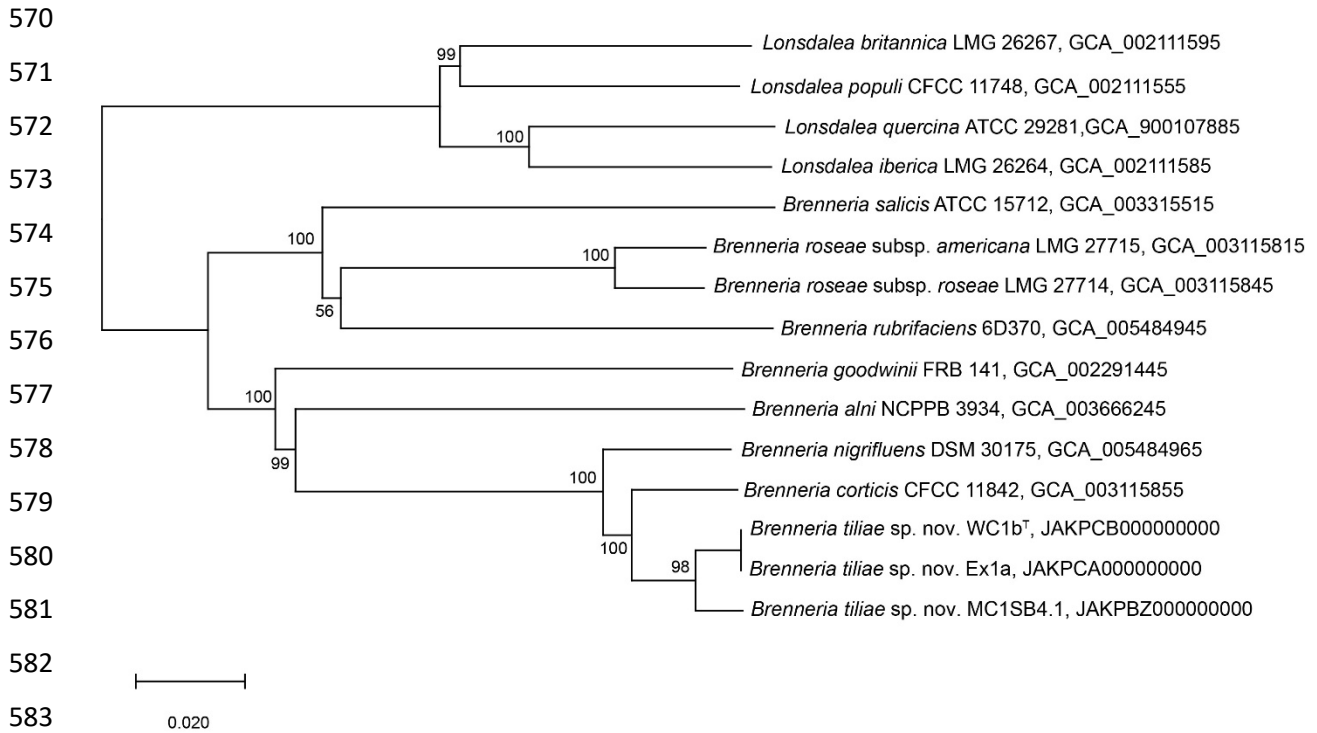 570
Lonsdalea britannica LMG 26267, GCA_002111595
99
571
Lonsdalea populi CFCC 11748, GCA_002111555
572
Lonsdalea quercina ATCC 29281,GCA_900107885
100
Lonsdalea iberica LMG 26264, GCA_002111585
573
Brenneria salicis ATCC 15712, GCA_003315515
574
100
Brenneria roseae subsp. americana LMG 27715, GCA_003115815
100
575
Brenneria roseae subsp. roseae LMG 27714, GCA_003115845
56
Brenneria rubrifaciens 6D370, GCA_005484945
576
Brenneria goodwinii FRB 141, GCA_002291445
577
100
Brenneria alni NCPPB 3934, GCA_003666245
578
Brenneria nigrifluens DSM 30175, GCA_005484965
99
100
Brenneria corticis CFCC 11842, GCA_003115855
579
Brenneria tiliae sp. nov. WC1bᵀ, JAKPCB000000000
100
580
98
Brenneria tiliae sp. nov. Ex1a, JAKPCA000000000
581
Brenneria tiliae sp. nov. MC1SB4.1, JAKPBZ000000000
582
583
0.020